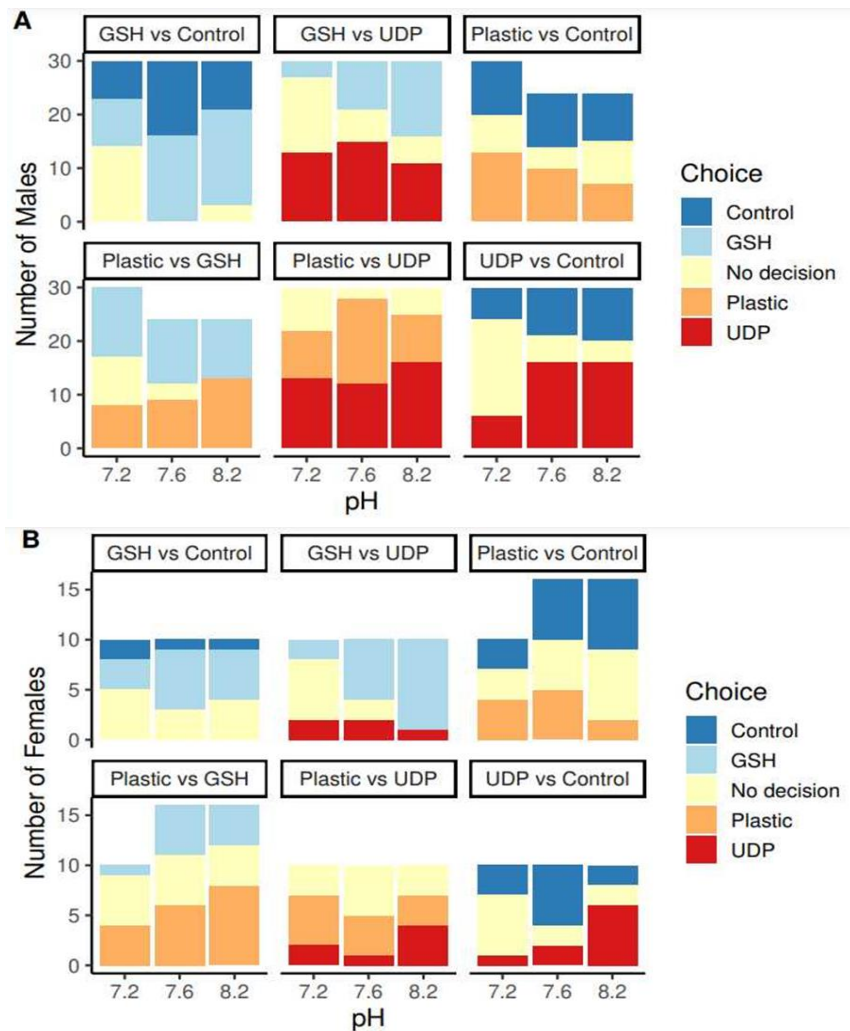 A
GSH vs Control
GSH vs UDP
Plastic vs Control
30
20
10
0
Number of Males
Plastic vs GSH
Plastic vs UDP
UDP vs Control
30
20
10
0
7.2 7.6 8.2
7.2 7.6 8.2
7.2 7.6 8.2
pH
Choice
Control
GSH
No decision
Plastic
UDP
B
GSH vs Control
GSH vs UDP
Plastic vs Control
15
10
5
0
Number of Females
Plastic vs GSH
Plastic vs UDP
UDP vs Control
15
10
5
0
7.2 7.6 8.2
7.2 7.6 8.2
7.2 7.6 8.2
pH
Choice
Control
GSH
No decision
Plastic
UDP